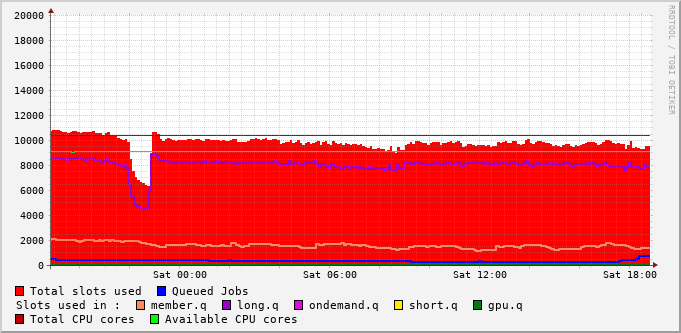 RRDTOOL / TOBI OETIKER
20000
18000
16000
14000
12000
10000
8000
6000
4000
2000
0
Sat 00:00 Sat 06:00 Sat 12:00 Sat 18:00
Total slots used Queued Jobs
Slots used in : member.q long.q ondemand.q short.q gpu.q
Total CPU cores Available CPU cores